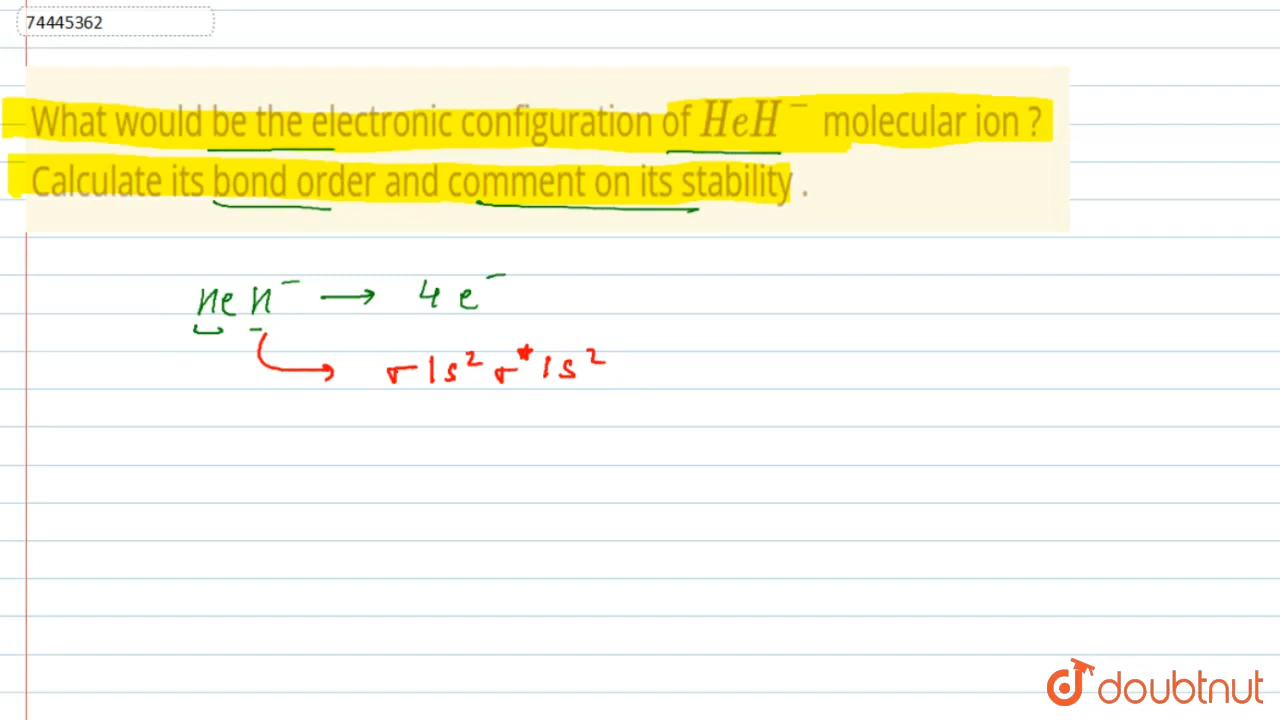 74445362
What would be the electronic configuration of HeH⁻ molecular ion ?
Calculate its bond order and comment on its stability .
HeH⁻ → 4e⁻
σ1s² σ*1s²
doubtnut